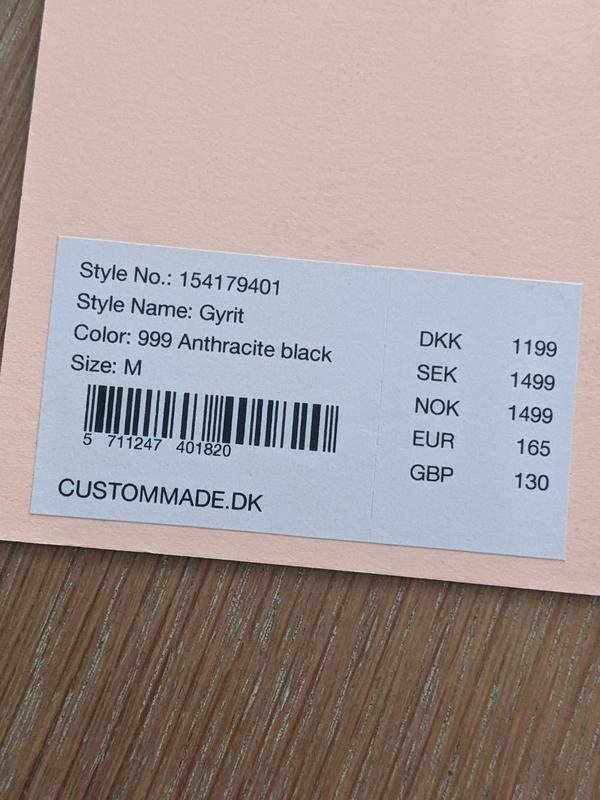 Style No.: 154179401
Style Name: Gyrit
Color: 999 Anthracite black
Size: M
5 711247 401820
CUSTOMMADE.DK
DKK 1199
SEK 1499
NOK 1499
EUR 165
GBP 130